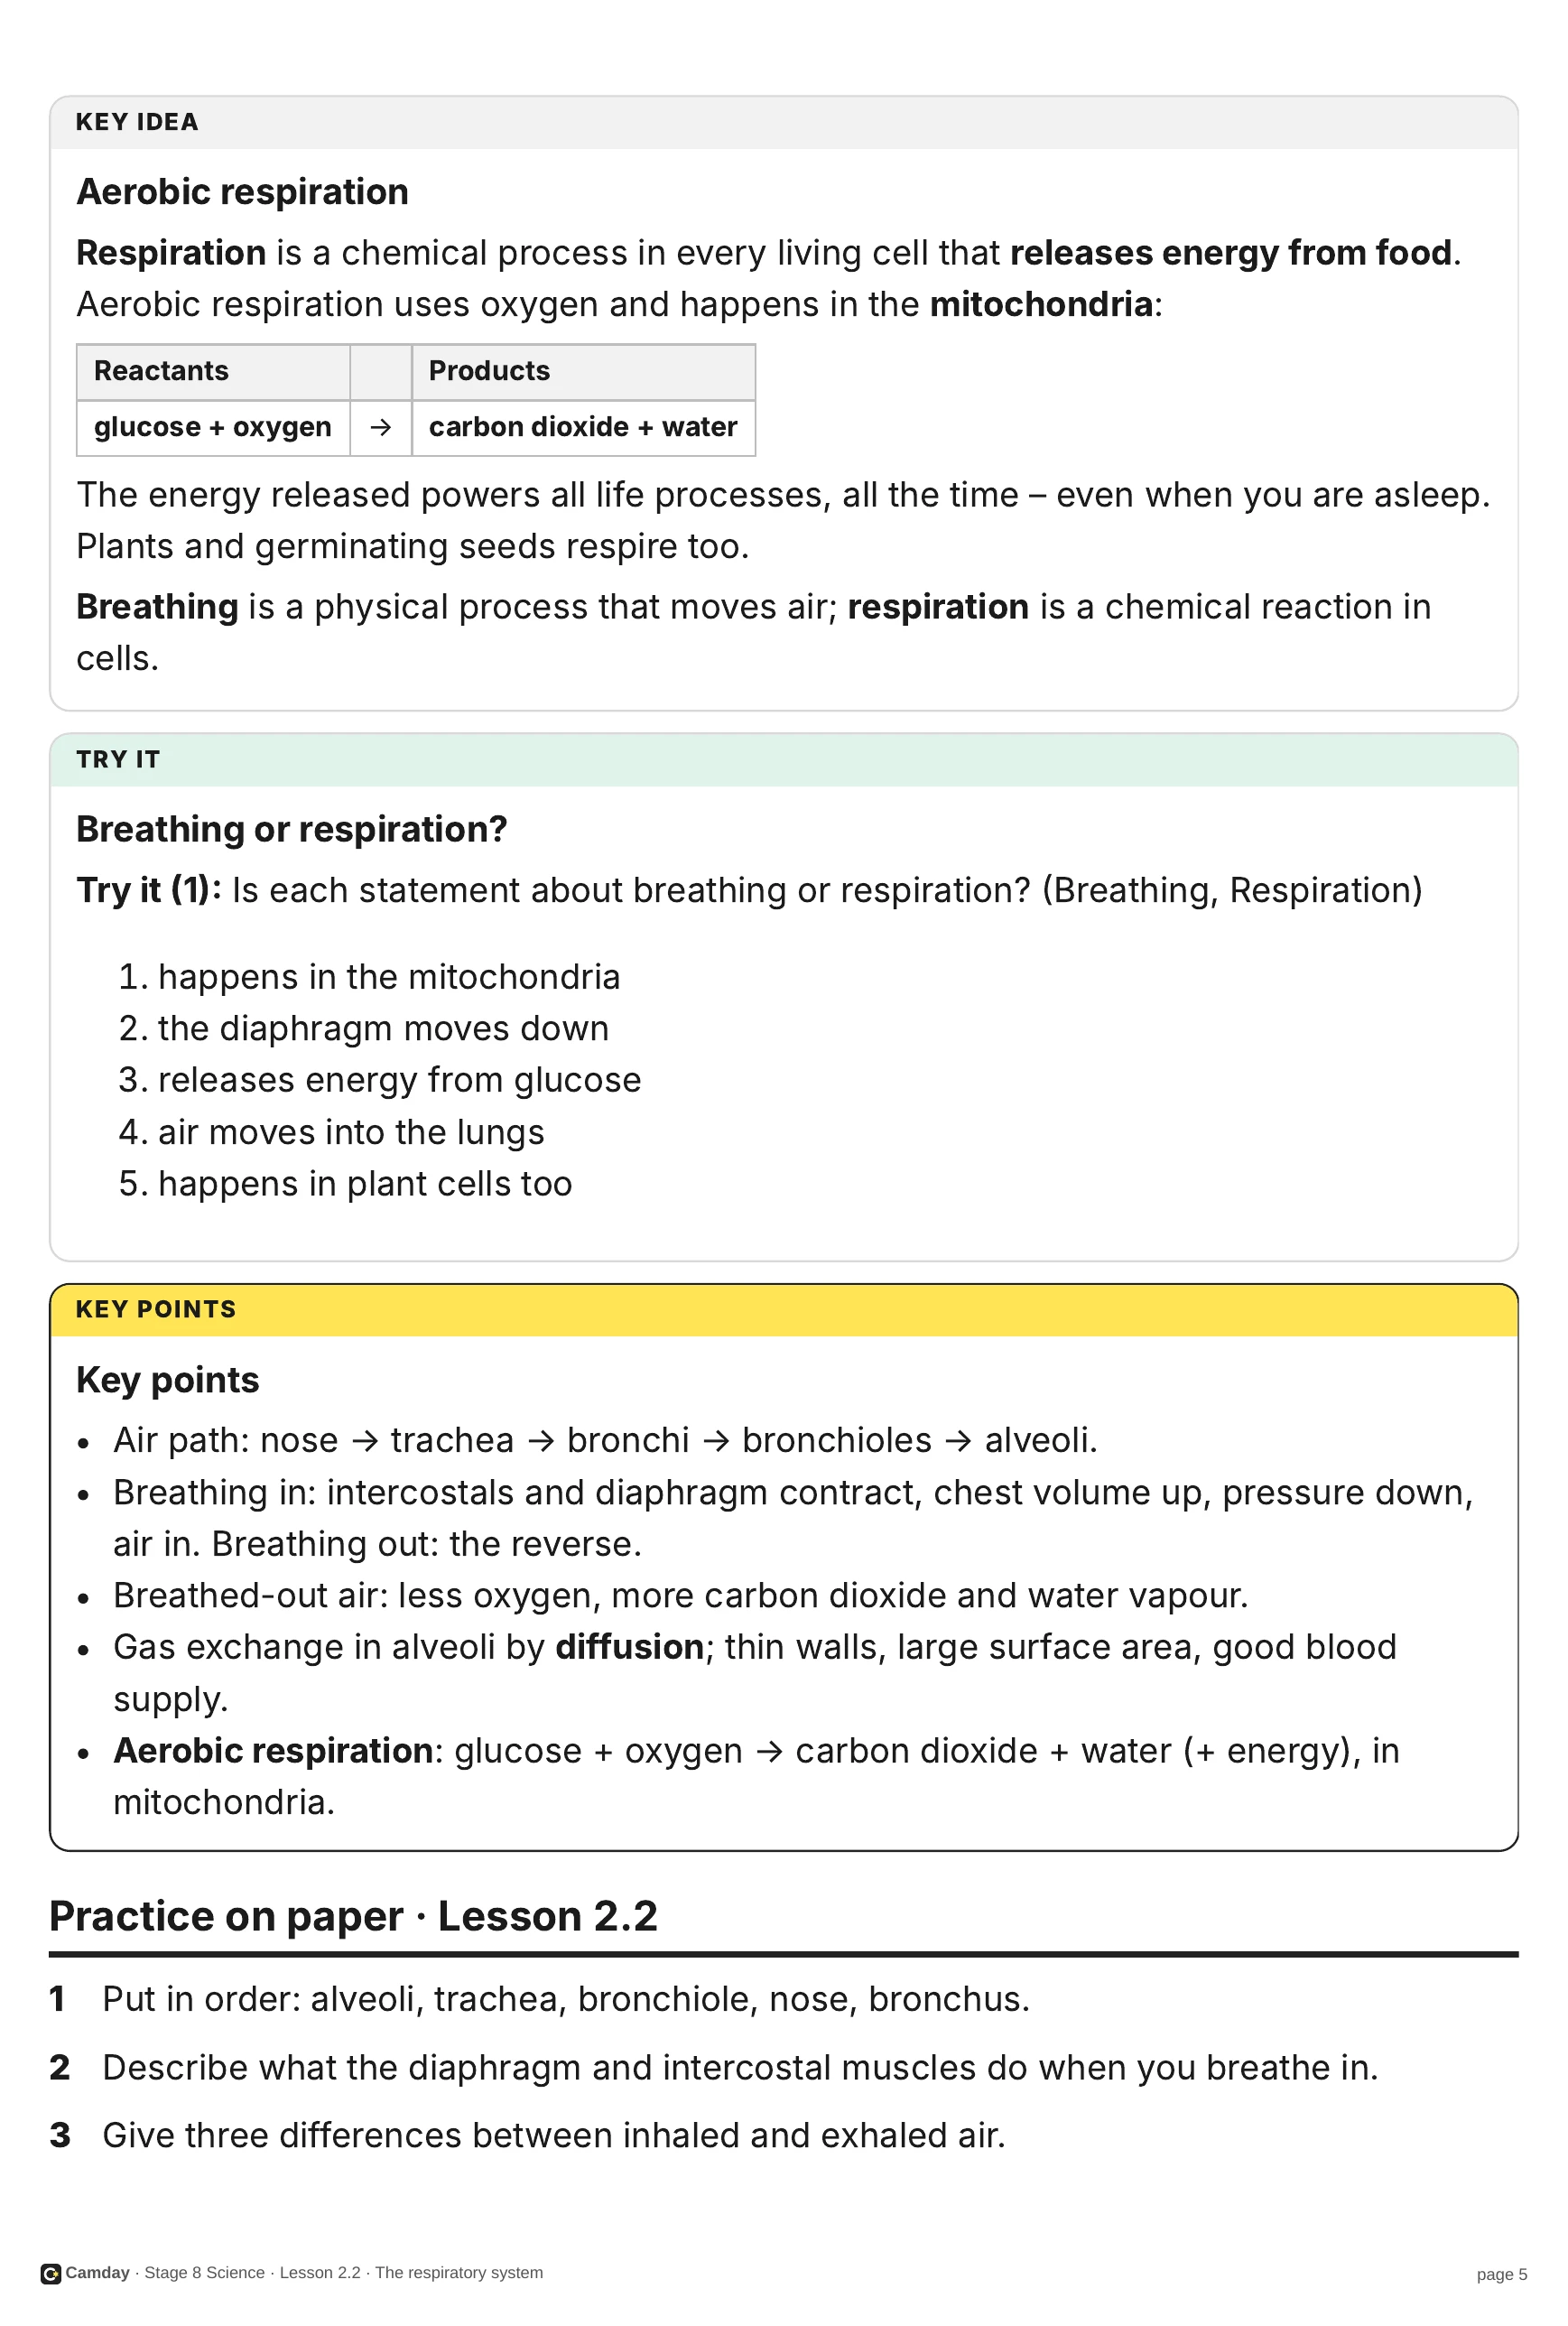 KEY IDEA
Aerobic respiration
Respiration is a chemical process in every living cell that releases energy from food.
Aerobic respiration uses oxygen and happens in the mitochondria:
Reactants Products
glucose + oxygen → carbon dioxide + water
The energy released powers all life processes, all the time – even when you are asleep.
Plants and germinating seeds respire too.
Breathing is a physical process that moves air; respiration is a chemical reaction in
cells.
TRY IT
Breathing or respiration?
Try it (1): Is each statement about breathing or respiration? (Breathing, Respiration)
1. happens in the mitochondria
2. the diaphragm moves down
3. releases energy from glucose
4. air moves into the lungs
5. happens in plant cells too
KEY POINTS
Key points
• Air path: nose → trachea → bronchi → bronchioles → alveoli.
• Breathing in: intercostals and diaphragm contract, chest volume up, pressure down,
air in. Breathing out: the reverse.
• Breathed-out air: less oxygen, more carbon dioxide and water vapour.
• Gas exchange in alveoli by diffusion; thin walls, large surface area, good blood
supply.
• Aerobic respiration: glucose + oxygen → carbon dioxide + water (+ energy), in
mitochondria.
Practice on paper · Lesson 2.2
1 Put in order: alveoli, trachea, bronchiole, nose, bronchus.
2 Describe what the diaphragm and intercostal muscles do when you breathe in.
3 Give three differences between inhaled and exhaled air.
Camday · Stage 8 Science · Lesson 2.2 · The respiratory system page 5